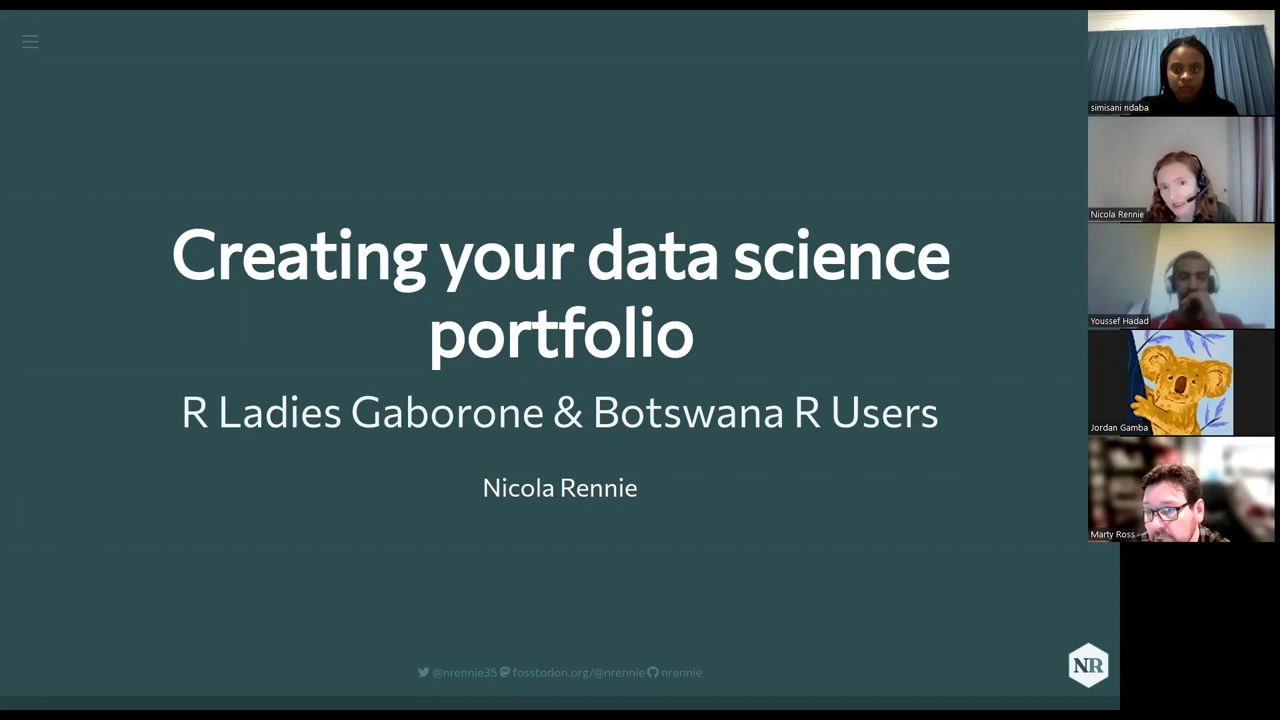 Creating your data science
portfolio
R Ladies Gaborone & Botswana R Users
Nicola Rennie
@nrennie35 fosstodon.org/@nrennie nrennie
NR
simisani ndaba
Nicola Rennie
Youssef Hadad
Jordan Gamba
Marty Ross